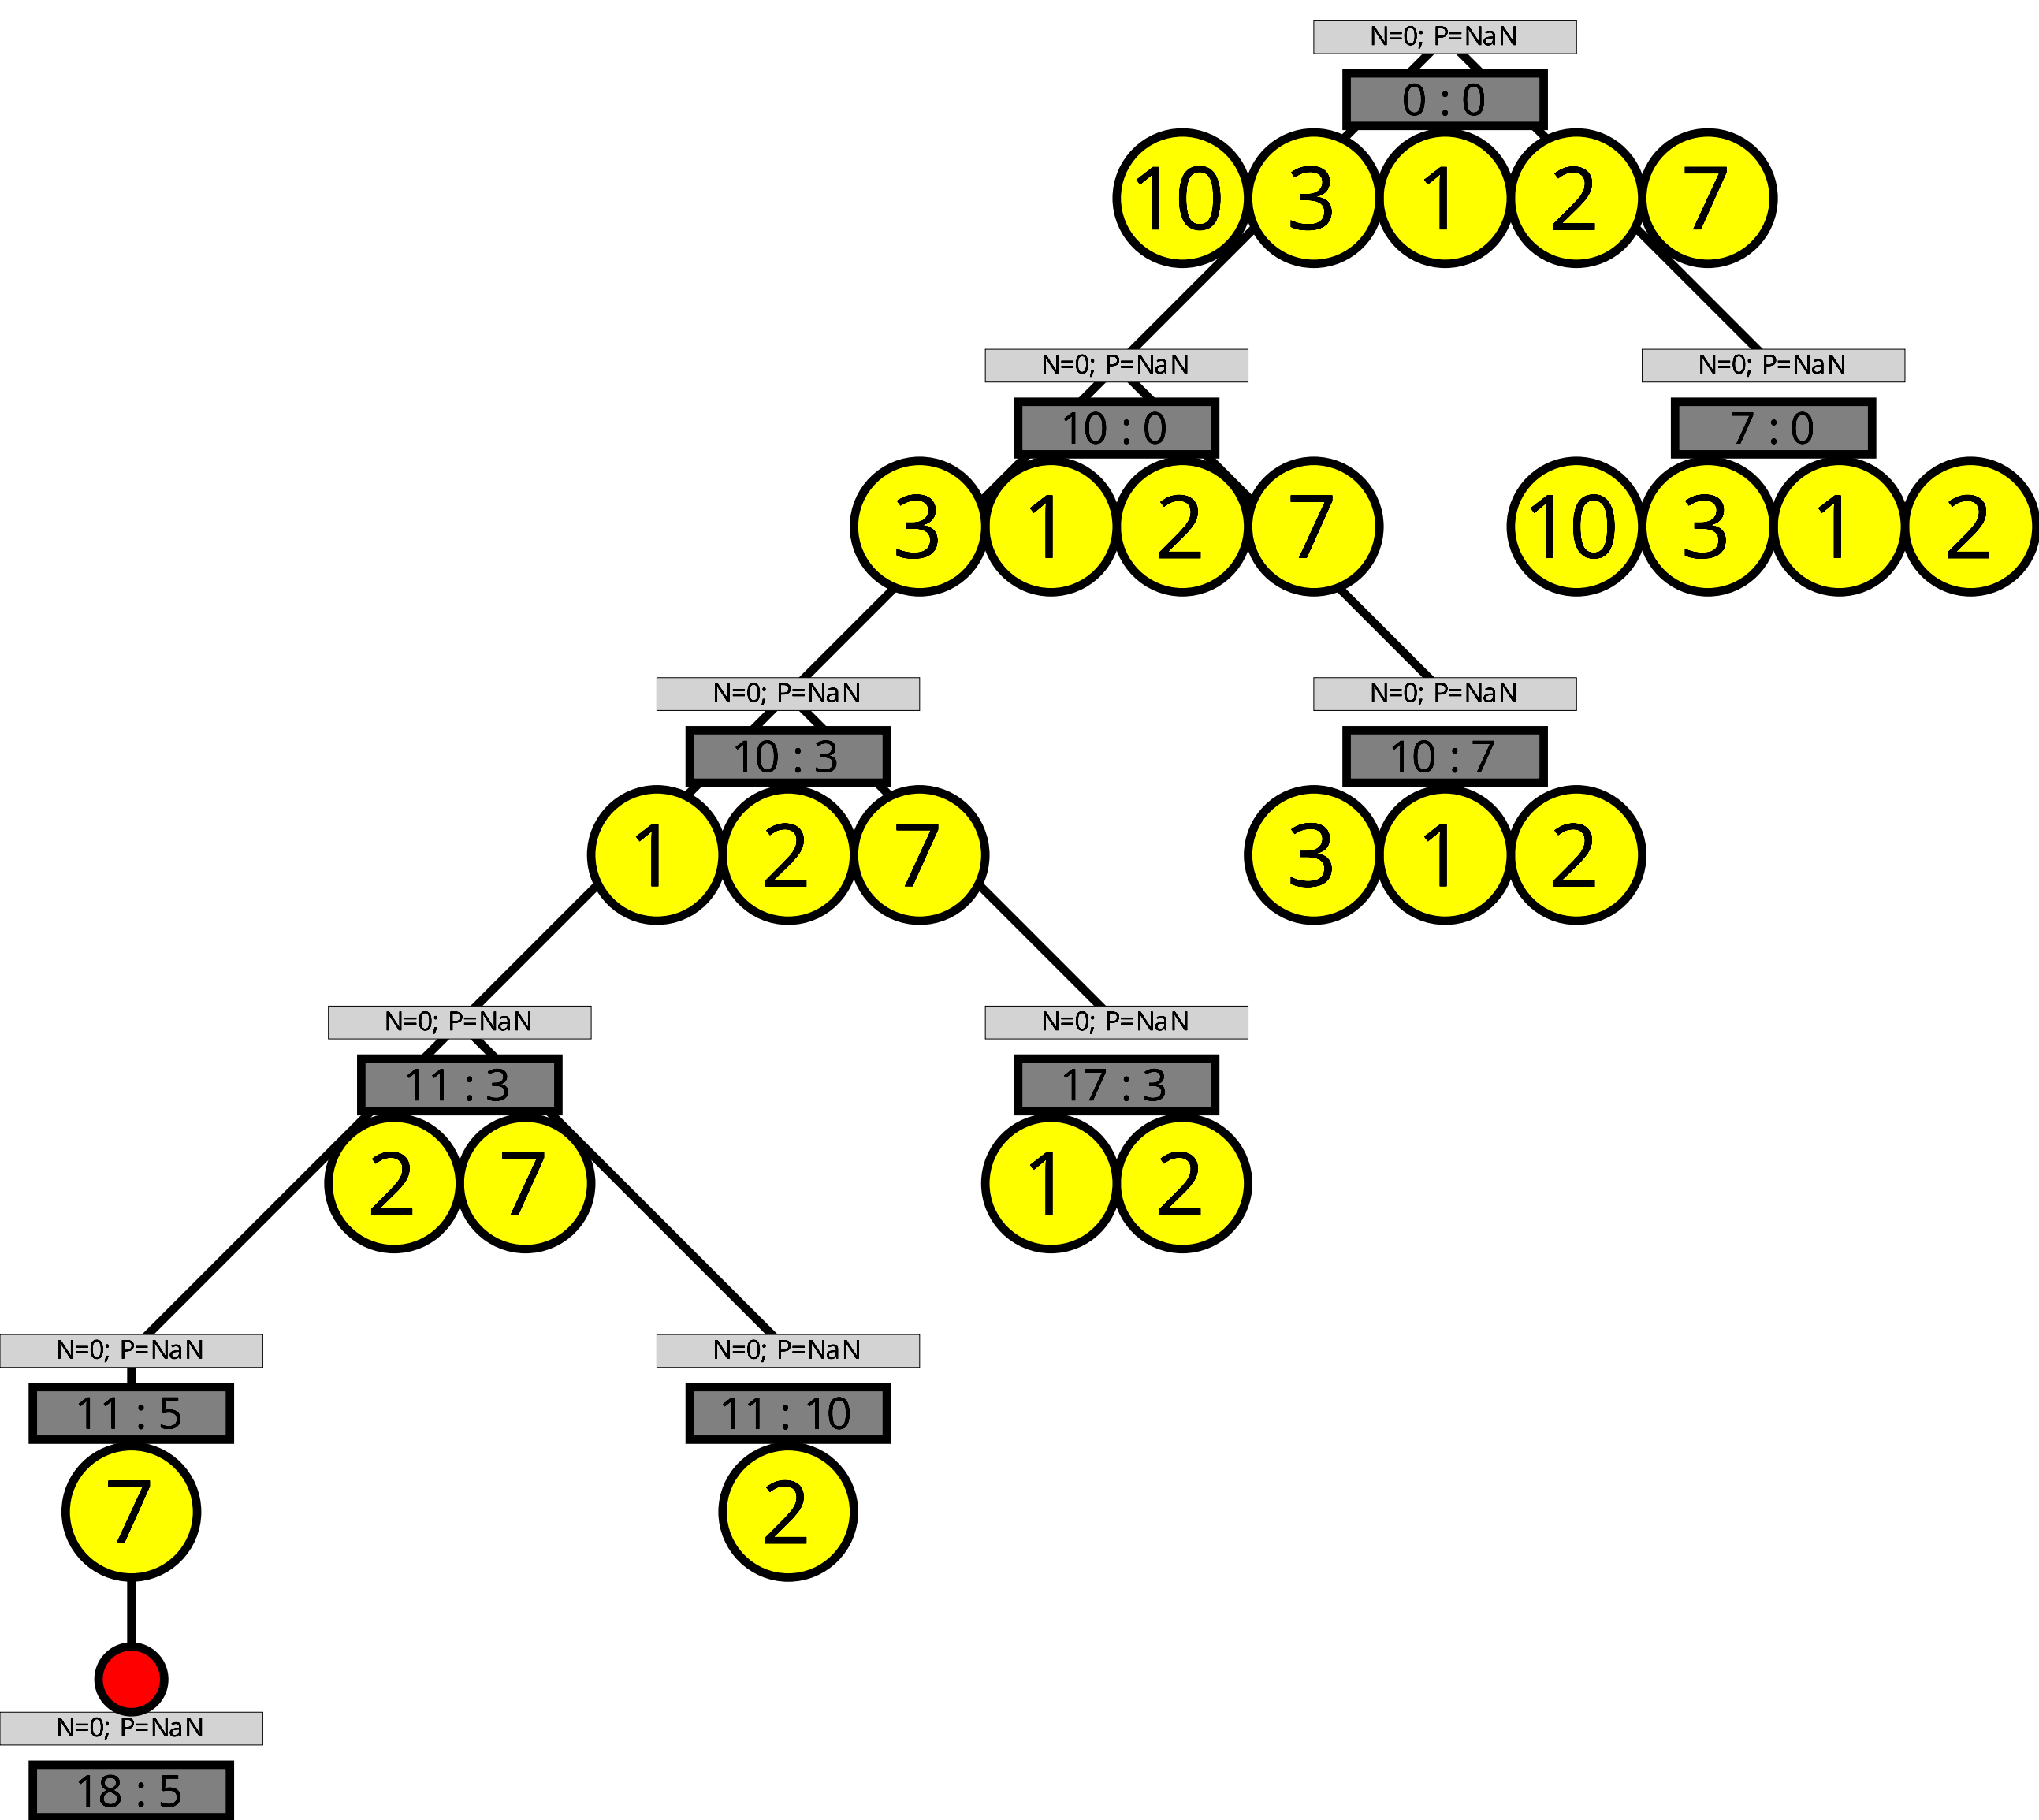 N=0; P=NaN
0 : 0
10 3 1 2 7
N=0; P=NaN N=0; P=NaN
10 : 0 7 : 0
3 1 2 7 10 3 1 2
N=0; P=NaN N=0; P=NaN
10 : 3 10 : 7
1 2 7 3 1 2
N=0; P=NaN N=0; P=NaN
11 : 3 17 : 3
2 7 1 2
N=0; P=NaN N=0; P=NaN
11 : 5 11 : 10
7 2
N=0; P=NaN
18 : 5